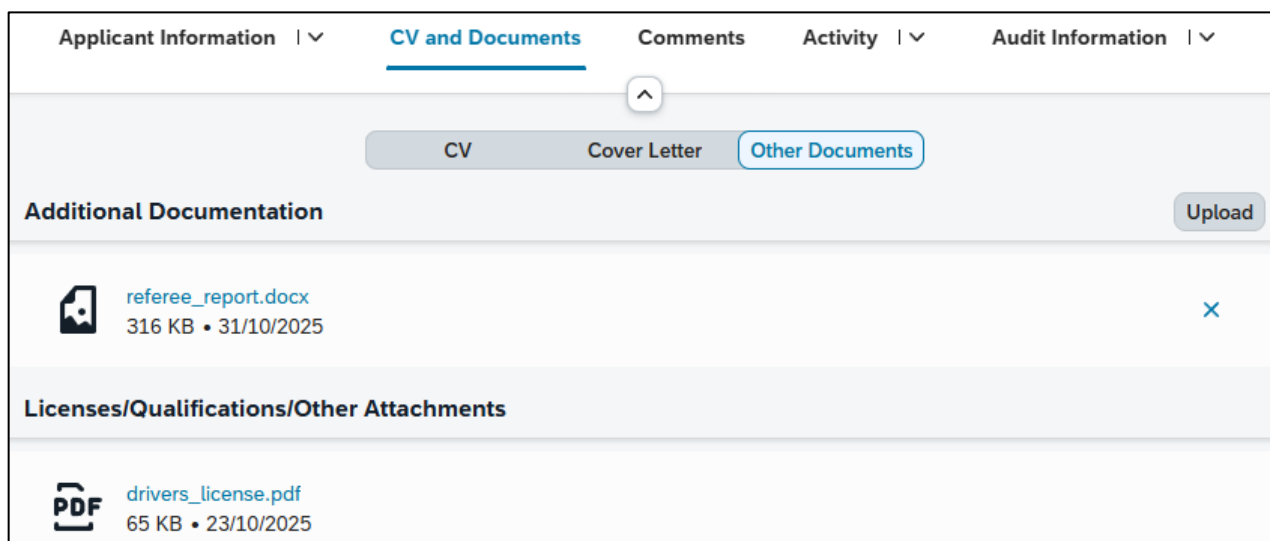 Applicant Information CV and Documents Comments Activity Audit Information
CV Cover Letter Other Documents
Additional Documentation Upload
referee_report.docx
316 KB • 31/10/2025
Licenses/Qualifications/Other Attachments
PDF drivers_license.pdf
65 KB • 23/10/2025